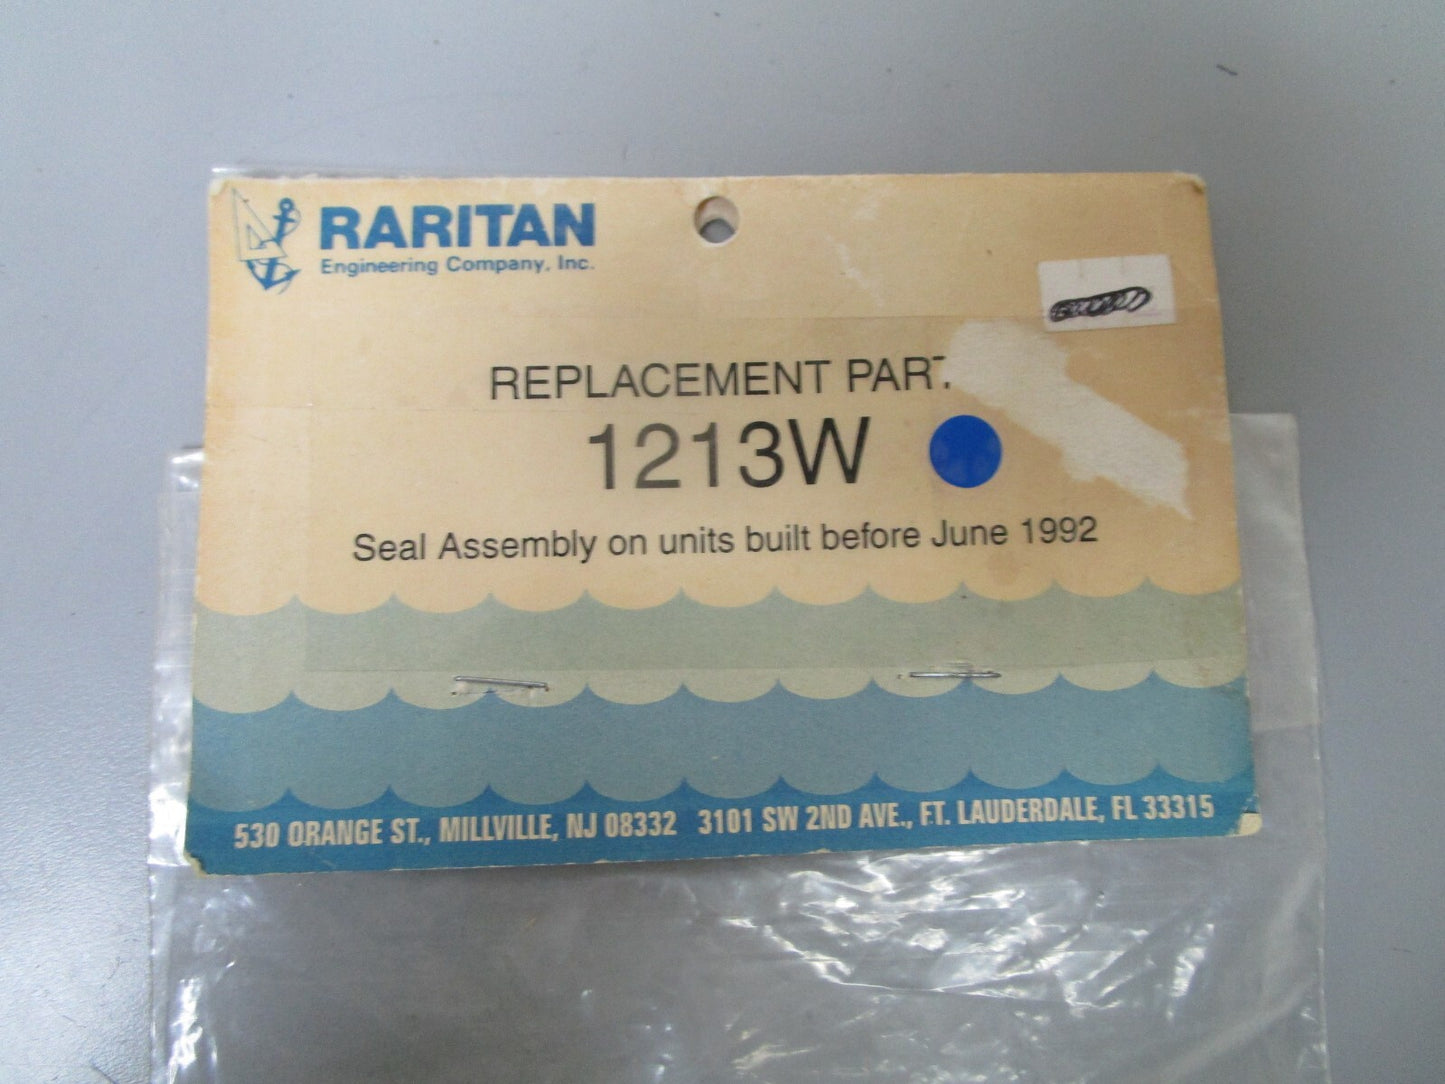 RARITAN
Engineering Company, Inc.
REPLACEMENT PART
1213W
Seal Assembly on units built before June 1992
530 ORANGE ST., MILLVILLE, NJ 08332 3101 SW 2ND AVE., FT. LAUDERDALE, FL 33315